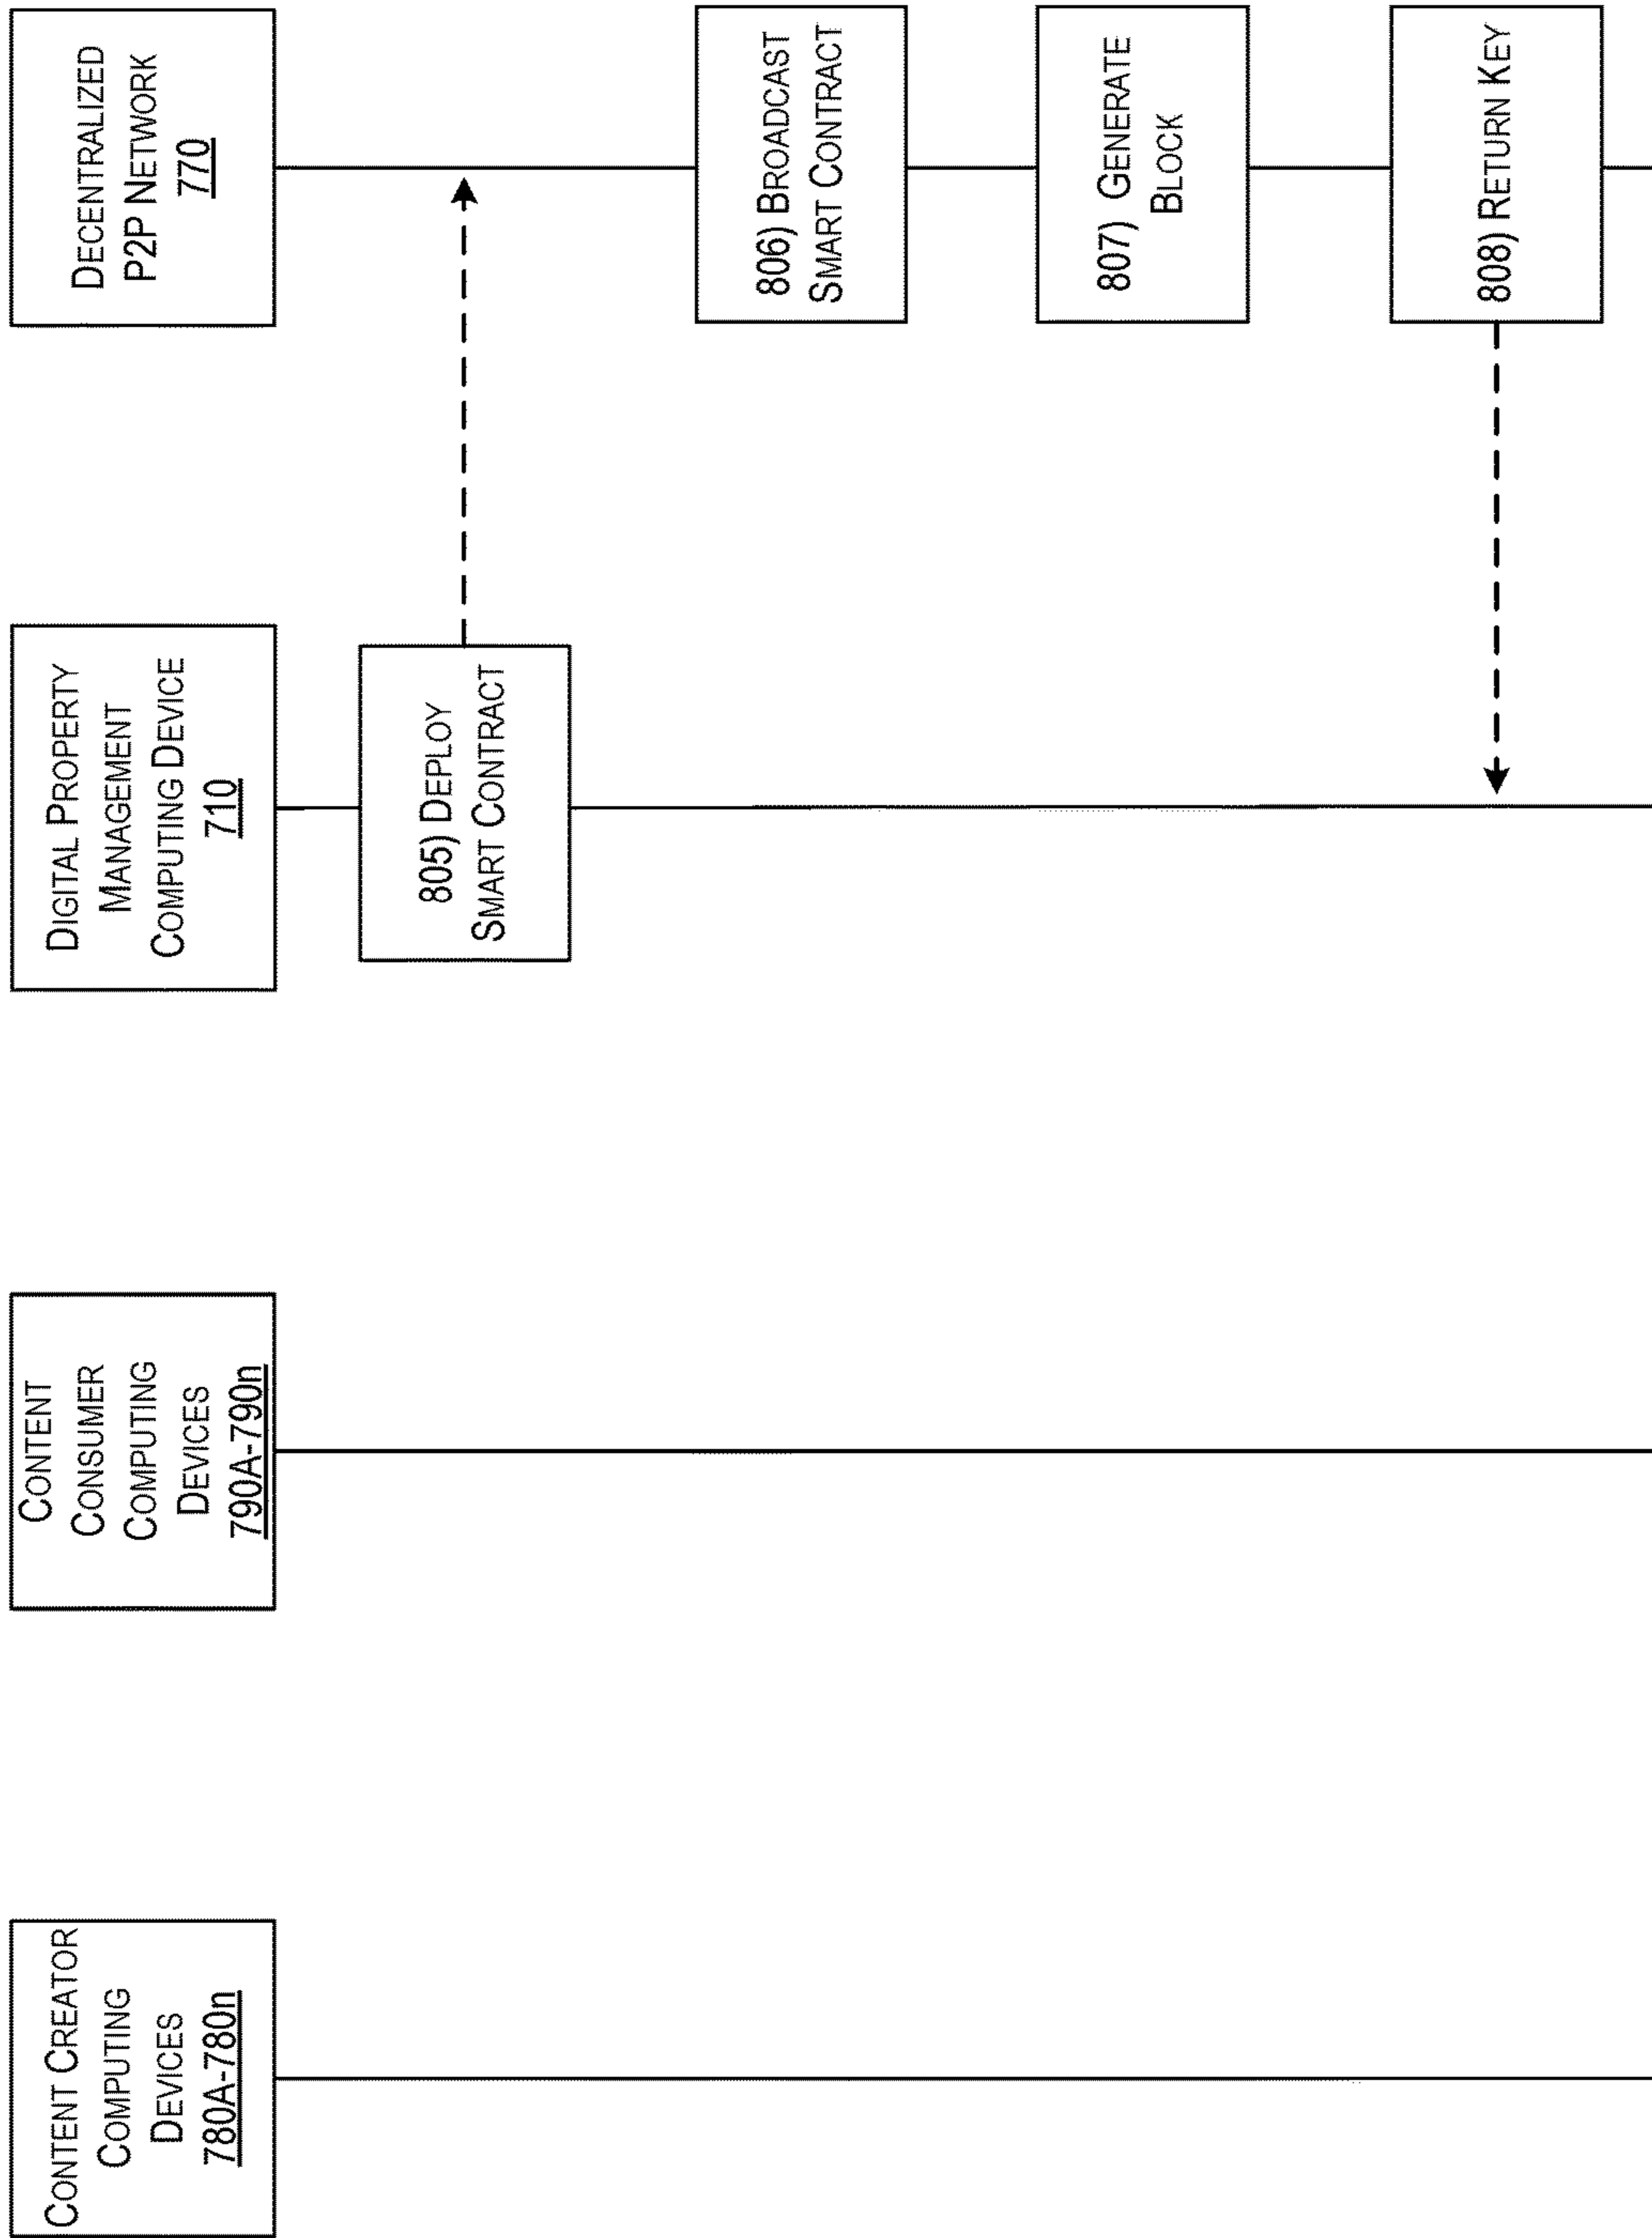 CONTENT CREATOR
COMPUTING
DEVICES
780A-780n
CONTENT
CONSUMER
COMPUTING
DEVICES
790A-790n
DIGITAL PROPERTY
MANAGEMENT
COMPUTING DEVICE
710
DECENTRALIZED
P2P NETWORK
770
805) DEPLOY
SMART CONTRACT
806) BROADCAST
SMART CONTRACT
807) GENERATE
BLOCK
808) RETURN KEY